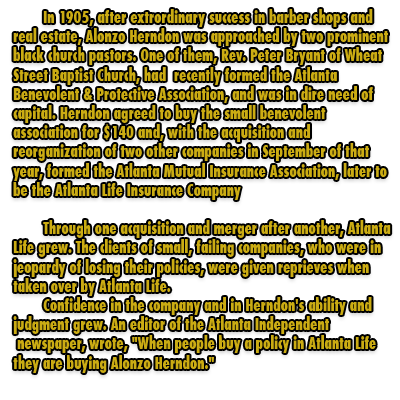 In 1905, after extrordinary success in barber shops and
real estate, Alonzo Herndon was approached by two prominent
black church pastors. One of them, Rev. Peter Bryant of Wheat
Street Baptist Church, had recently formed the Atlanta
Benevolent & Protective Association, and was in dire need of
capital. Herndon agreed to buy the small benevolent
association for $140 and, with the acquisition and
reorganization of two other companies in September of that
year, formed the Atlanta Mutual Insurance Association, later to
be the Atlanta Life Insurance Company
Through one acquisition and merger after another, Atlanta
Life grew. The clients of small, failing companies, who were in
jeopardy of losing their policies, were given reprieves when
taken over by Atlanta Life.
Confidence in the company and in Herndon's ability and
judgment grew. An editor of the Atlanta Independent
newspaper, wrote, "When people buy a policy in Atlanta Life
they are buying Alonzo Herndon."